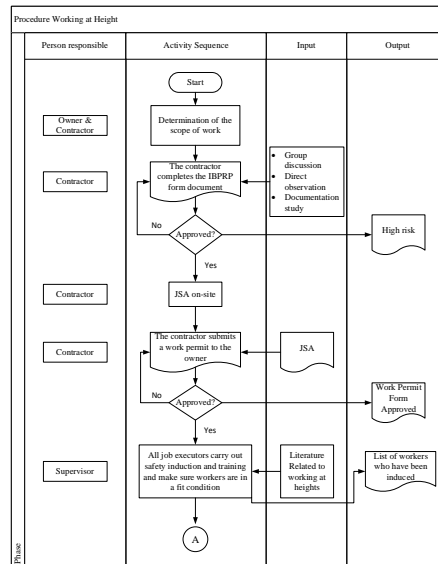 Procedure Working at Height
Person responsible
Activity Sequence
Input
Output
Start
Owner &
Contractor
Determination of the
scope of work
Contractor
The contractor
completes the IBPRP
form document
• Group
discussion
• Direct
observation
• Documentation
study
No
Approved?
High risk
Yes
Contractor
JSA on-site
Contractor
The contractor submits
a work permit to the
owner
JSA
No
Approved?
Work Permit
Form
Approved
Yes
Supervisor
All job executors carry out
safety induction and training
and make sure workers are in
a fit condition
Literature
Related to
working at
heights
List of workers
who have been
induced
A
Phase